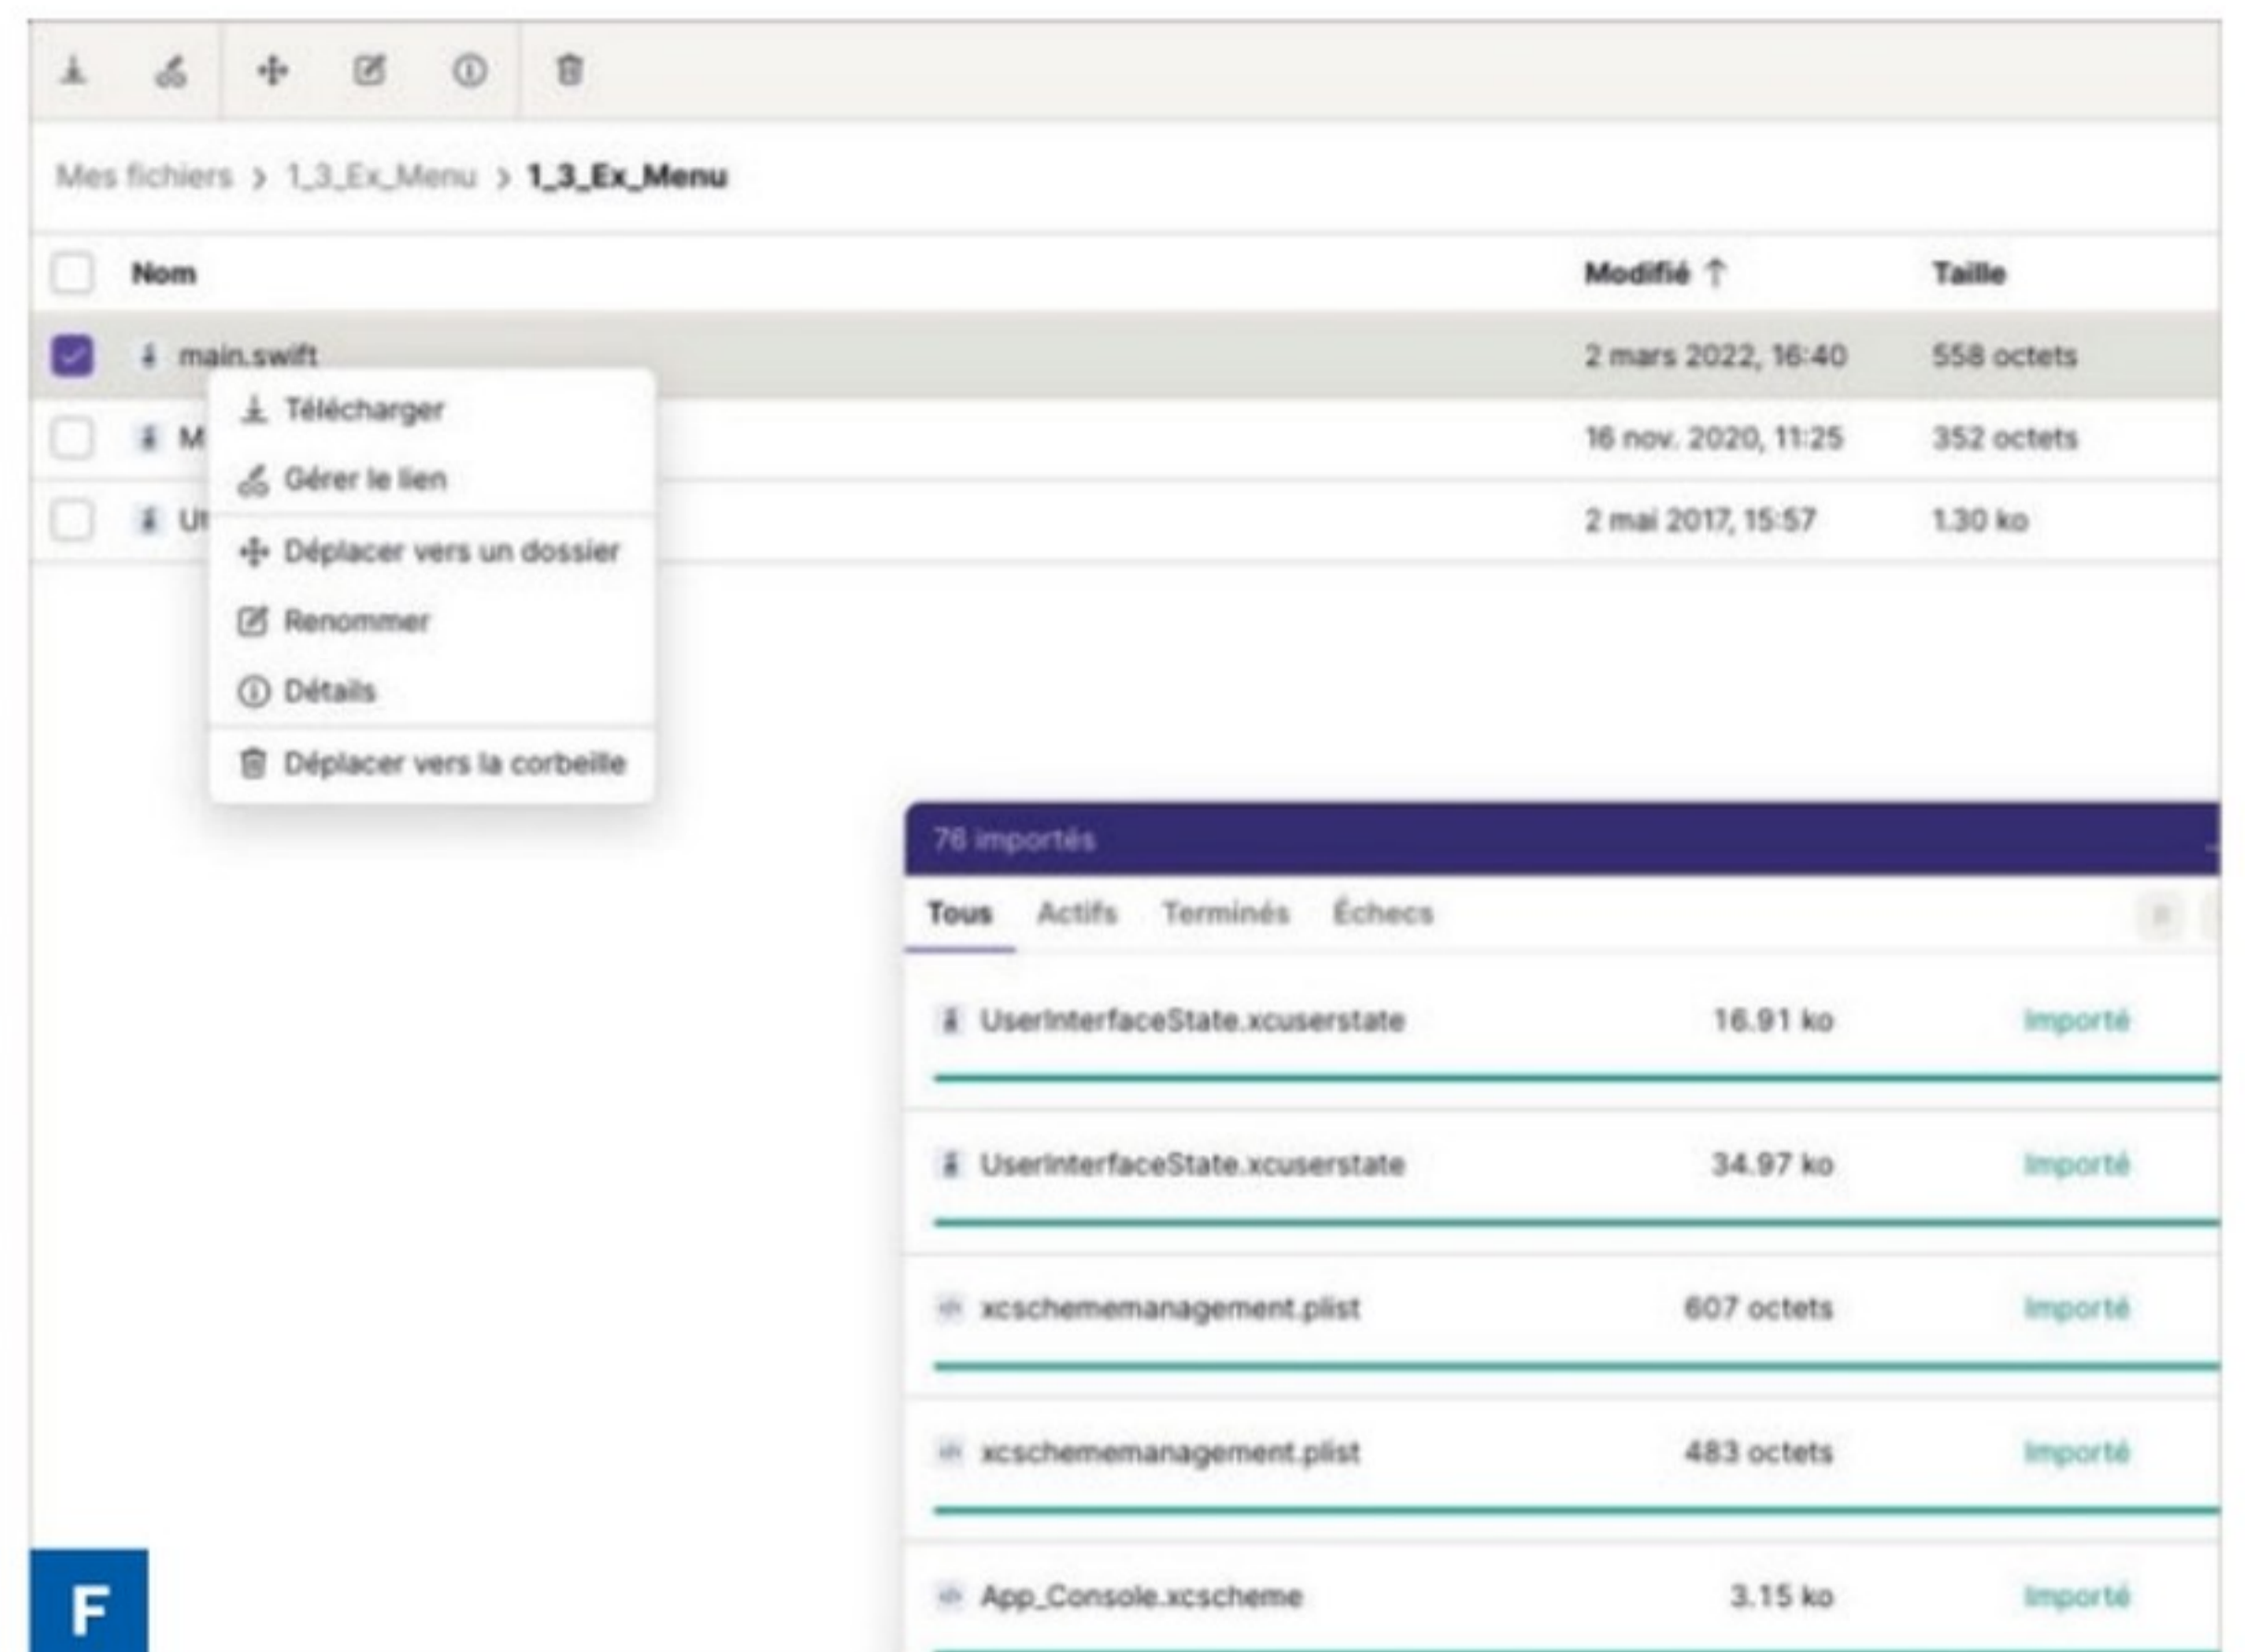 Mes fichiers > 1_3_Ex_Menu > 1_3_Ex_Menu
Nom Modifié ↑ Taille
main.swift 2 mars 2022, 16:40 558 octets
M 16 nov. 2020, 11:25 352 octets
Ut 2 mai 2017, 15:57 1.30 ko
Télécharger
Gérer le lien
Déplacer vers un dossier
Renommer
Détails
Déplacer vers la corbeille
76 importés
Tous Actifs Terminés Échecs
UserInterfaceState.xcuserstate 16.91 ko Importé
UserInterfaceState.xcuserstate 34.97 ko Importé
xcschememanagement.plist 607 octets Importé
xcschememanagement.plist 483 octets Importé
App_Console.xcscheme 3.15 ko Importé
F